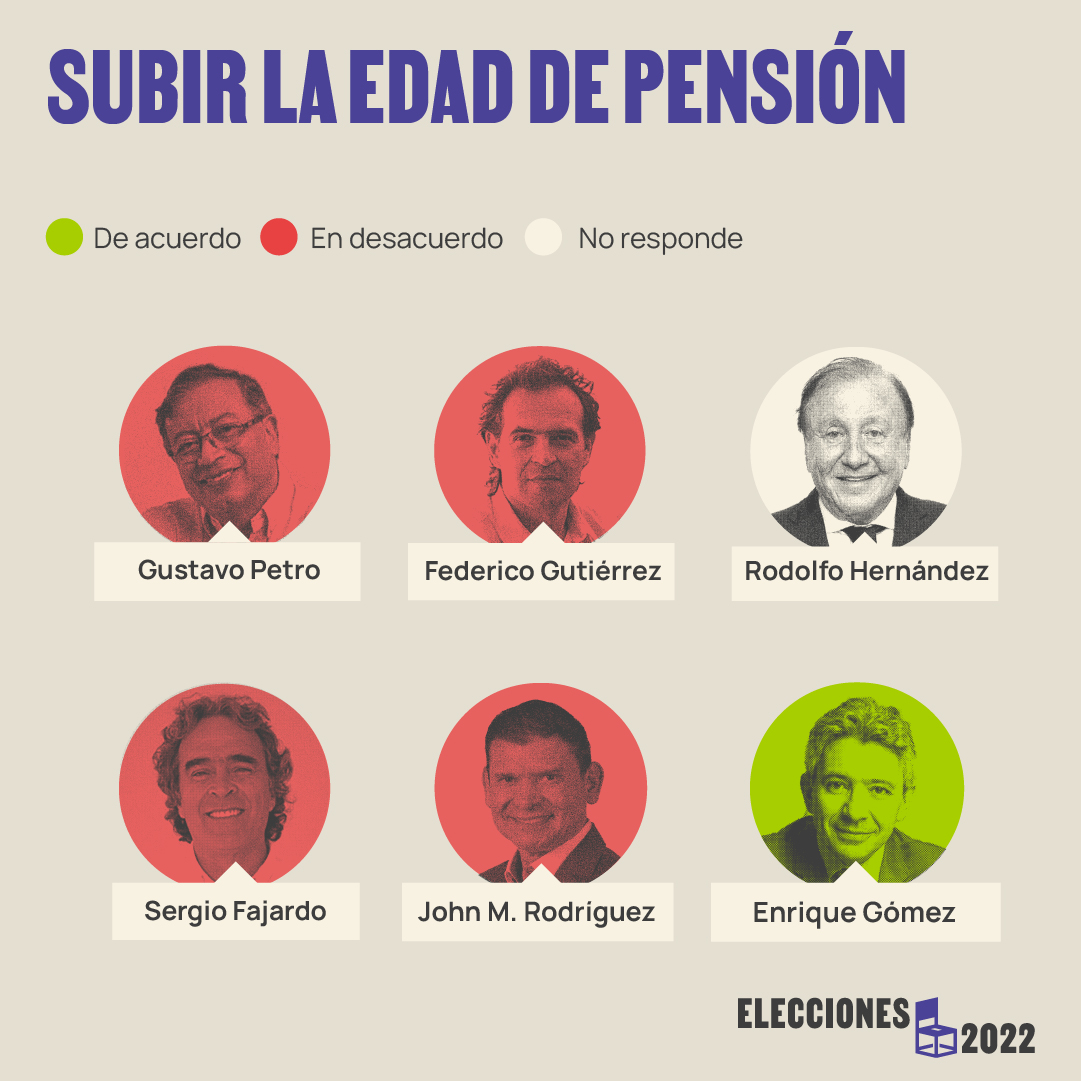 SUBIR LA EDAD DE PENSIÓN
De acuerdo En desacuerdo No responde
Gustavo Petro Federico Gutiérrez Rodolfo Hernández
Sergio Fajardo John M. Rodríguez Enrique Gómez
ELECCIONES 2022